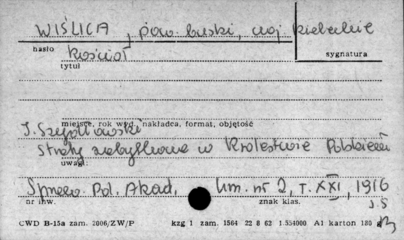 WIŚLICA, pow. buski, woj. kieleckie
hasło
sygnatura
Kościół
tytuł
miejsce, rok wyd. nakładca, format, objętość
J. Szydłowski
Straty zabytkowe w Królestwie Polskiem
uwagi:
Spraw. Pol. Akad. Um. nr 2, T. XXI, 1916
nr inw.
znak klas.
CWD B-15a zam. 2006/ZW/P kzg 1 zam. 1564 22 8 62 1.554000 A1 karton 180